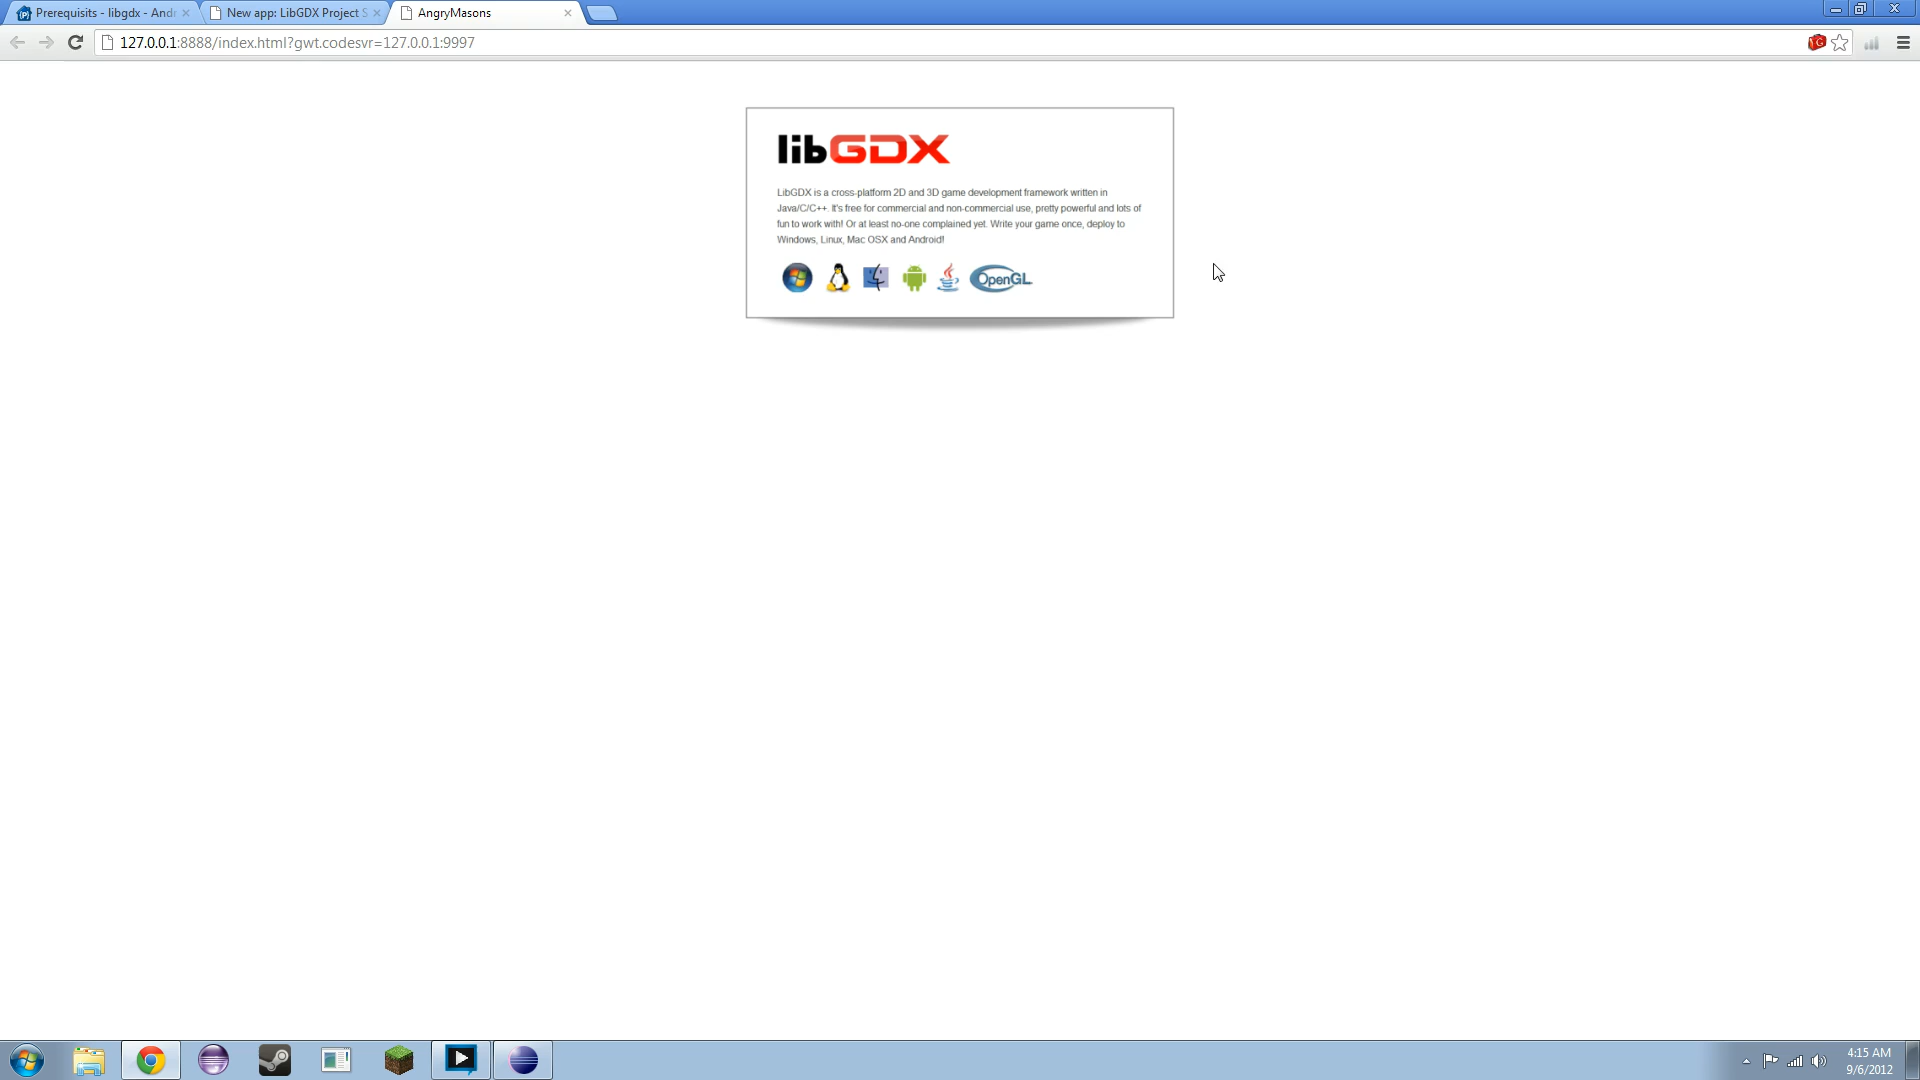 Prerequisits - libgdx - Andr
New app: LibGDX Project S
AngryMasons
127.0.0.1:8888/index.html?gwt.codesvr=127.0.0.1:9997
libGDX
LibGDX is a cross-platform 2D and 3D game development framework written in
Java/C/C++. It's free for commercial and non-commercial use, pretty powerful and lots of
fun to work with! Or at least no-one complained yet. Write your game once, deploy to
Windows, Linux, Mac OSX and Android!
OpenGL
4:15 AM
9/6/2012